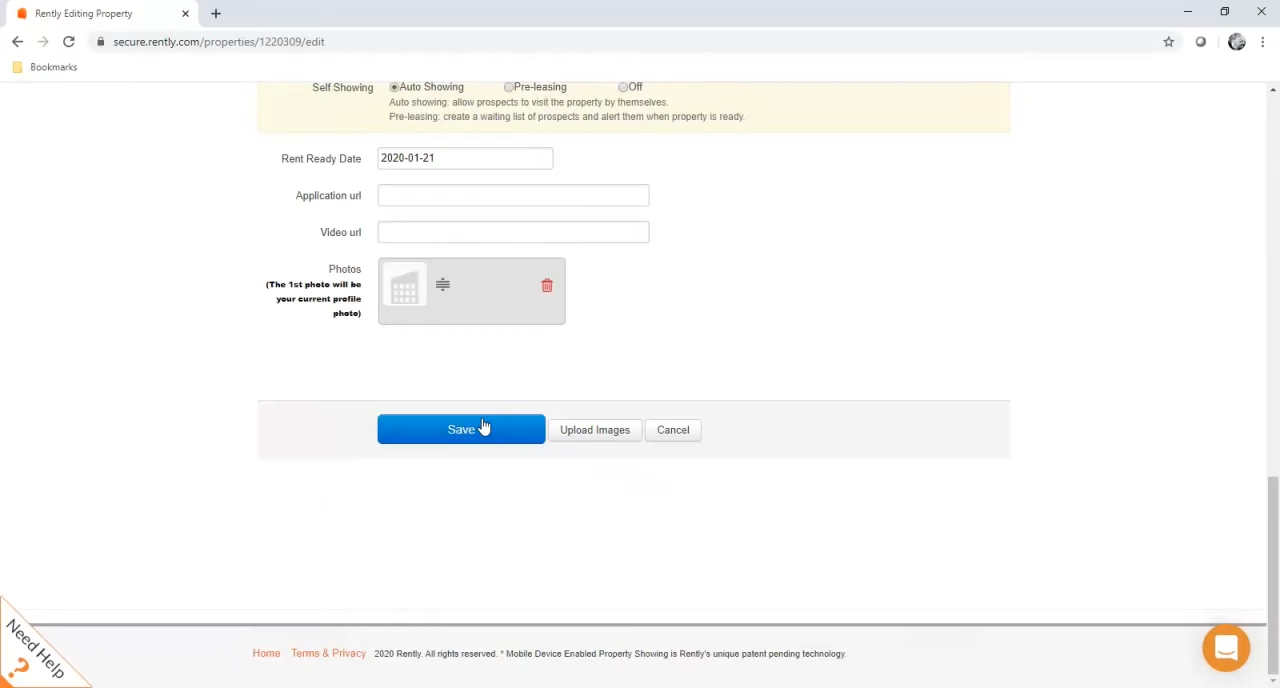 Rently Editing Property
secure.rently.com/properties/1220309/edit
Bookmarks
Self Showing Auto Showing Pre-leasing Off
Auto showing: allow prospects to visit the property by themselves.
Pre-leasing: create a waiting list of prospects and alert them when property is ready.
Rent Ready Date 2020-01-21
Application url
Video url
Photos
(The 1st photo will be
your current profile
photo)
Save Upload Images Cancel
Need Help
?
Home Terms & Privacy 2020 Rently. All rights reserved. * Mobile Device Enabled Property Showing is Rently's unique patent pending technology.